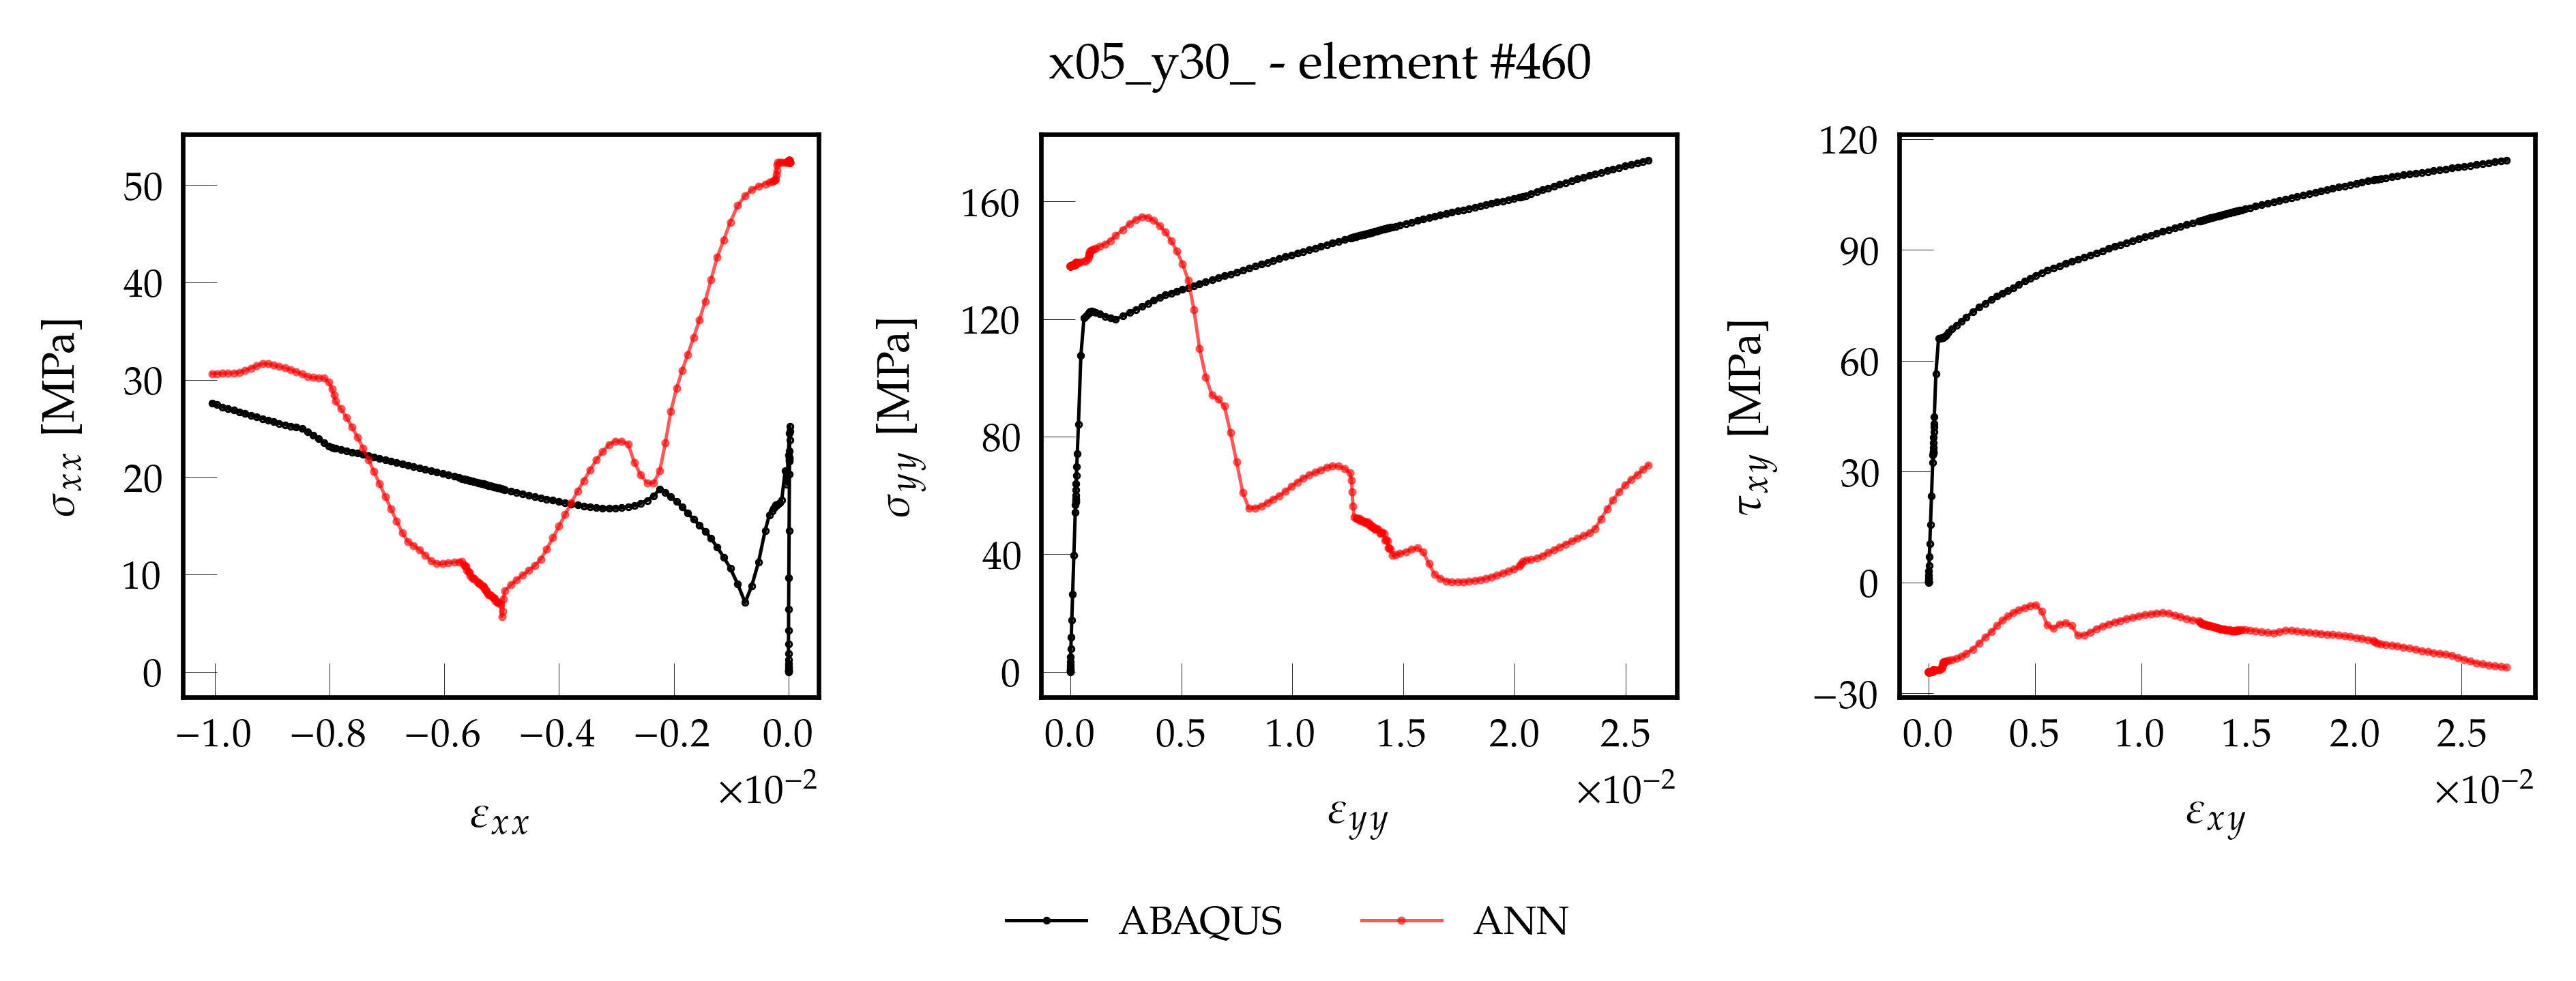 x05_y30_ - element #460
σxx [MPa]
50
40
30
20
10
0
−1.0 −0.8 −0.6 −0.4 −0.2 0.0
×10−2
εxx
σyy [MPa]
160
120
80
40
0
0.0 0.5 1.0 1.5 2.0 2.5
×10−2
εyy
τxy [MPa]
120
90
60
30
0
−30
0.0 0.5 1.0 1.5 2.0 2.5
×10−2
εxy
ABAQUS ANN